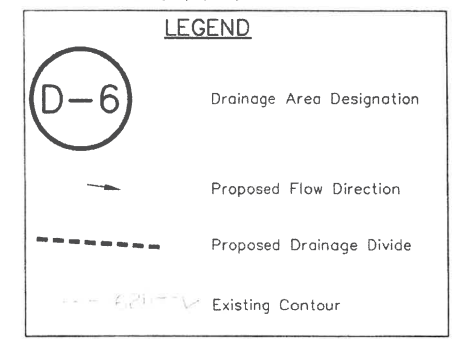 LEGEND
D-6 Drainage Area Designation
Proposed Flow Direction
Proposed Drainage Divide
Existing Contour